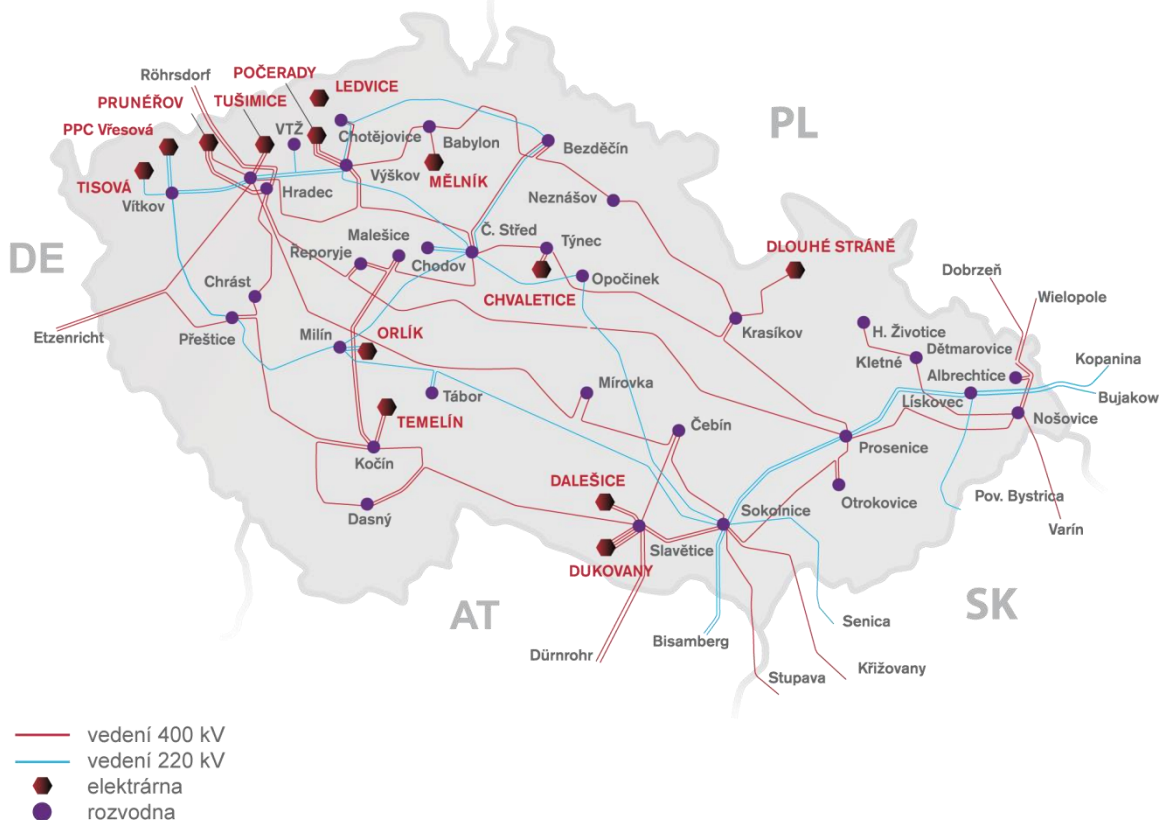 POČERADY
Röhrsdorf
LEDVICE
PRUNÉŘOV
TUŠIMICE
PL
PPC Vřesová
VTŽ
Chotějovice
Babylon
Bezděčín
TISOVÁ
Výškov
MĚLNÍK
Hradec
Neznášov
Vítkov
Malešice
Č. Střed
Týnec
DLOUHÉ STRÁNĚ
DE
Řeporyje
Chodov
Opočinek
Dobrzeń
Chrást
CHVALETICE
Wielopole
Etzenricht
Přeštice
Milín
ORLÍK
Krasíkov
H. Životice
Dětmarovice
Kopanina
Kletné
Albrechtice
Mírovka
Tábor
Lískovec
Bujakow
TEMELÍN
Čebín
Nošovice
Kočín
Prosenice
DALEŠICE
Otrokovice
Pov. Bystrica
Dasný
Sokolnice
Varín
Slavětice
DUKOVANY
SK
AT
Senica
Bisamberg
Dürnrohr
Křižovany
Stupava
vedení 400 kV
vedení 220 kV
elektrárna
rozvodna